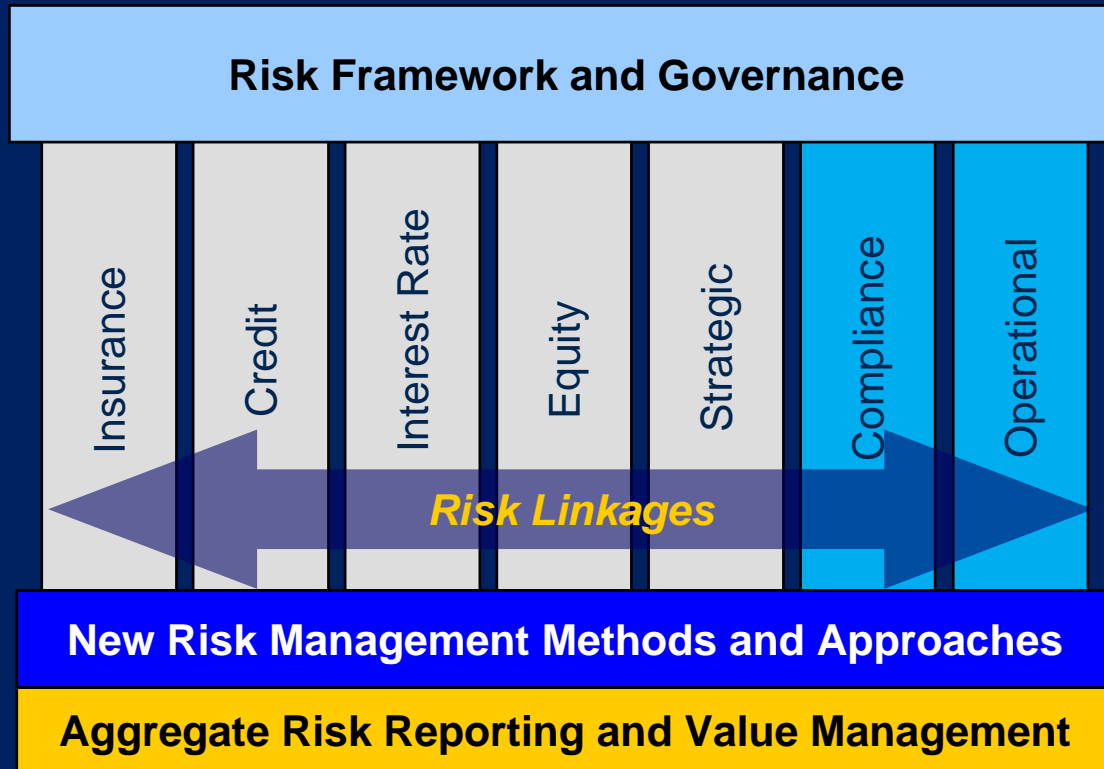 Risk Framework and Governance
Insurance
Credit
Interest Rate
Equity
Strategic
Compliance
Operational
Risk Linkages
New Risk Management Methods and Approaches
Aggregate Risk Reporting and Value Management